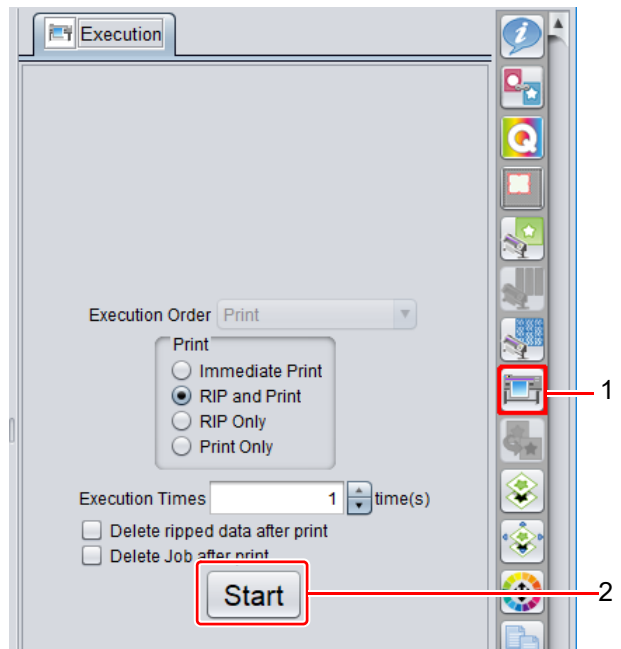 Execution
Execution Order Print
Print
Immediate Print
RIP and Print
RIP Only
Print Only
1
Execution Times 1 time(s)
Delete ripped data after print
Delete Job after print
Start
2